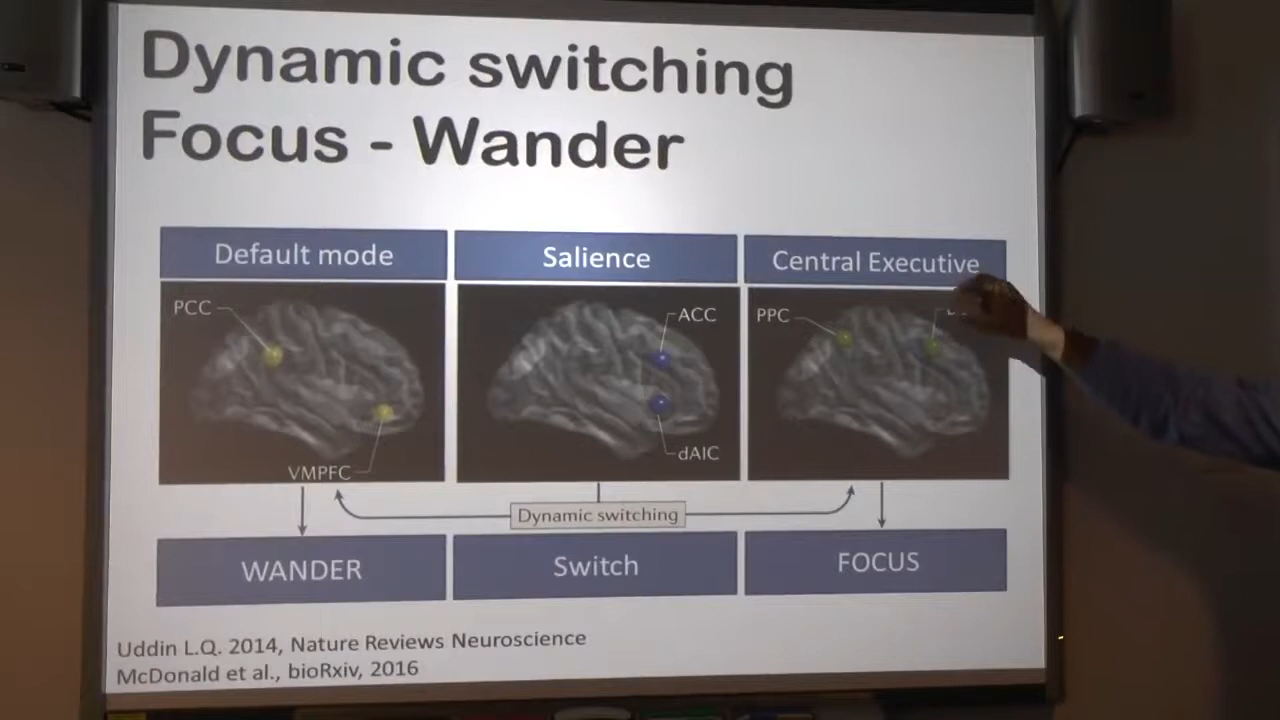 Dynamic switching
Focus - Wander
Default mode
Salience
Central Executive
PCC
VMPFC
ACC
dAIC
PPC
Dynamic switching
WANDER
Switch
FOCUS
Uddin L.Q. 2014, Nature Reviews Neuroscience
McDonald et al., bioRxiv, 2016